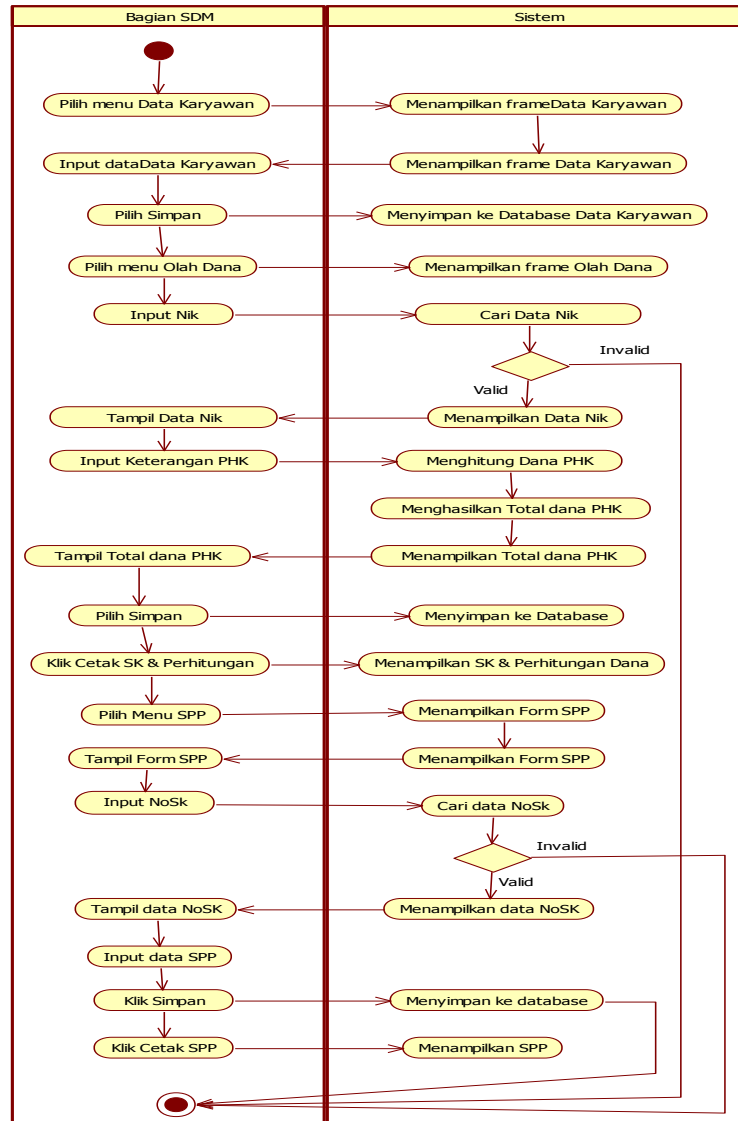 Bagian SDM
Sistem
Pilih menu Data Karyawan
Menampilkan frameData Karyawan
Input dataData Karyawan
Menampilkan frame Data Karyawan
Pilih Simpan
Menyimpan ke Database Data Karyawan
Pilih menu Olah Dana
Menampilkan frame Olah Dana
Input Nik
Cari Data Nik
Invalid
Valid
Tampil Data Nik
Menampilkan Data Nik
Input Keterangan PHK
Menghitung Dana PHK
Menghasilkan Total dana PHK
Tampil Total dana PHK
Menampilkan Total dana PHK
Pilih Simpan
Menyimpan ke Database
Klik Cetak SK & Perhitungan
Menampilkan SK & Perhitungan Dana
Pilih Menu SPP
Menampilkan Form SPP
Tampil Form SPP
Menampilkan Form SPP
Input NoSk
Cari data NoSk
Invalid
Valid
Tampil data NoSK
Menampilkan data NoSK
Input data SPP
Klik Simpan
Menyimpan ke database
Klik Cetak SPP
Menampilkan SPP